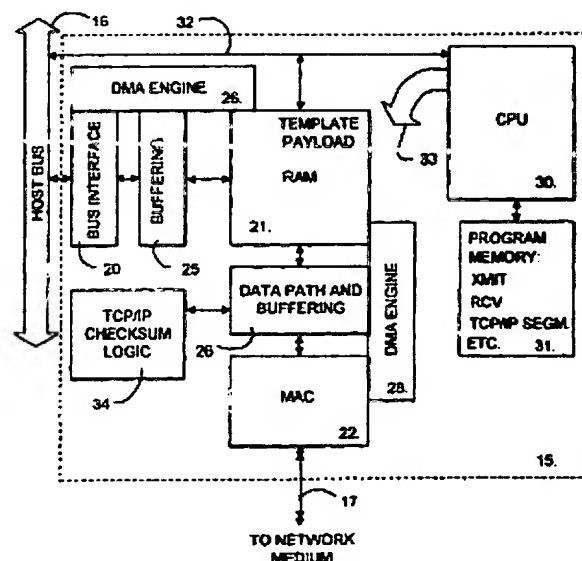 16
32
DMA ENGINE
26.
CPU
30.
33
TEMPLATE
PAYLOAD
RAM
21.
HOST BUS
BUS INTERFACE
BUFFERING
20
25
DATA PATH AND
BUFFERING
26
DMA ENGINE
28.
PROGRAM
MEMORY:
XMIT
RCV
TCP/IP SEGM.
ETC.
31.
TCP/IP
CHECKSUM
LOGIC
34
MAC
22.
15.
17
TO NETWORK
MEDIUM